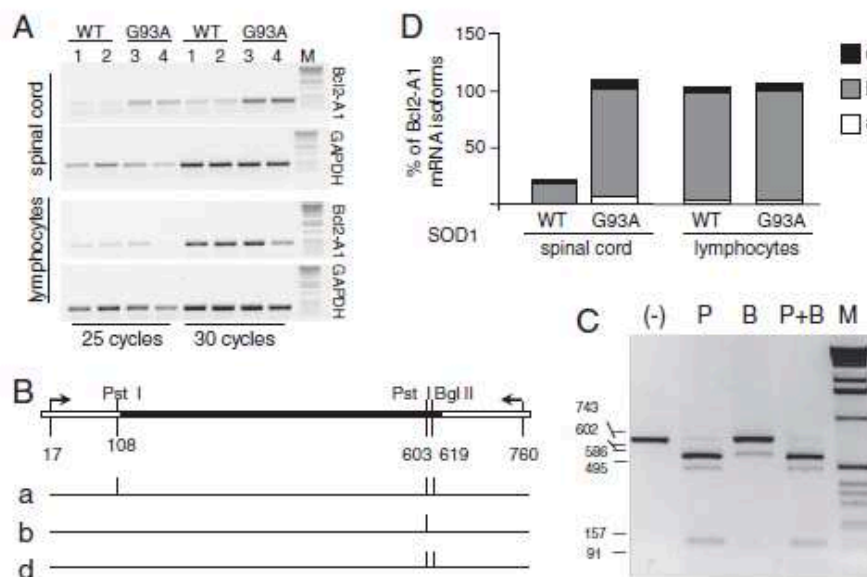 A
WT G93A WT G93A
1 2 3 4 1 2 3 4 M
spinal cord
Bcl2-A1
GAPDH
lymphocytes
Bcl2-A1
GAPDH
25 cycles 30 cycles
D
150
100
50
% of Bcl2-A1
mRNA isoforms
WT G93A WT G93A
SOD1
spinal cord lymphocytes
B
Pst I Pst I Bgl II
17 108 603 619 760
a
b
d
C
(-) P B P+B M
743
602
586
495
157
91